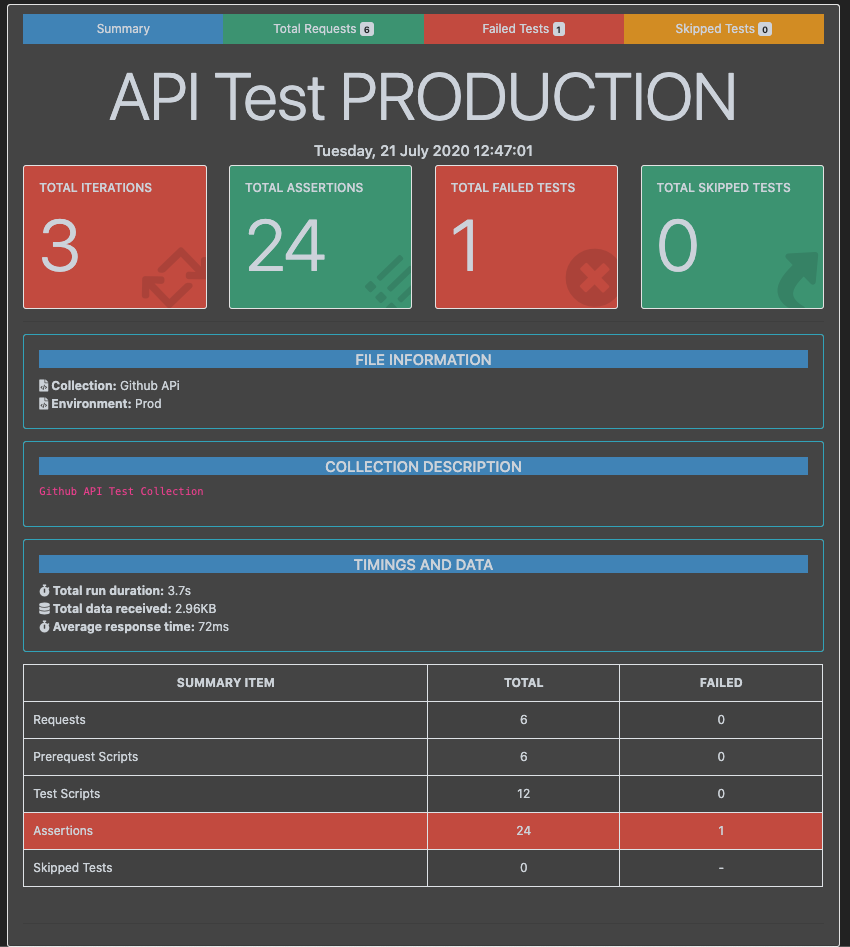 Summary Total Requests 6 Failed Tests 1 Skipped Tests 0
API Test PRODUCTION
Tuesday, 21 July 2020 12:47:01
TOTAL ITERATIONS TOTAL ASSERTIONS TOTAL FAILED TESTS TOTAL SKIPPED TESTS
3 24 1 0
FILE INFORMATION
Collection: Github APi
Environment: Prod
COLLECTION DESCRIPTION
Github API Test Collection
TIMINGS AND DATA
Total run duration: 3.7s
Total data received: 2.96KB
Average response time: 72ms
SUMMARY ITEM TOTAL FAILED
Requests 6 0
Prerequest Scripts 6 0
Test Scripts 12 0
Assertions 24 1
Skipped Tests 0 -